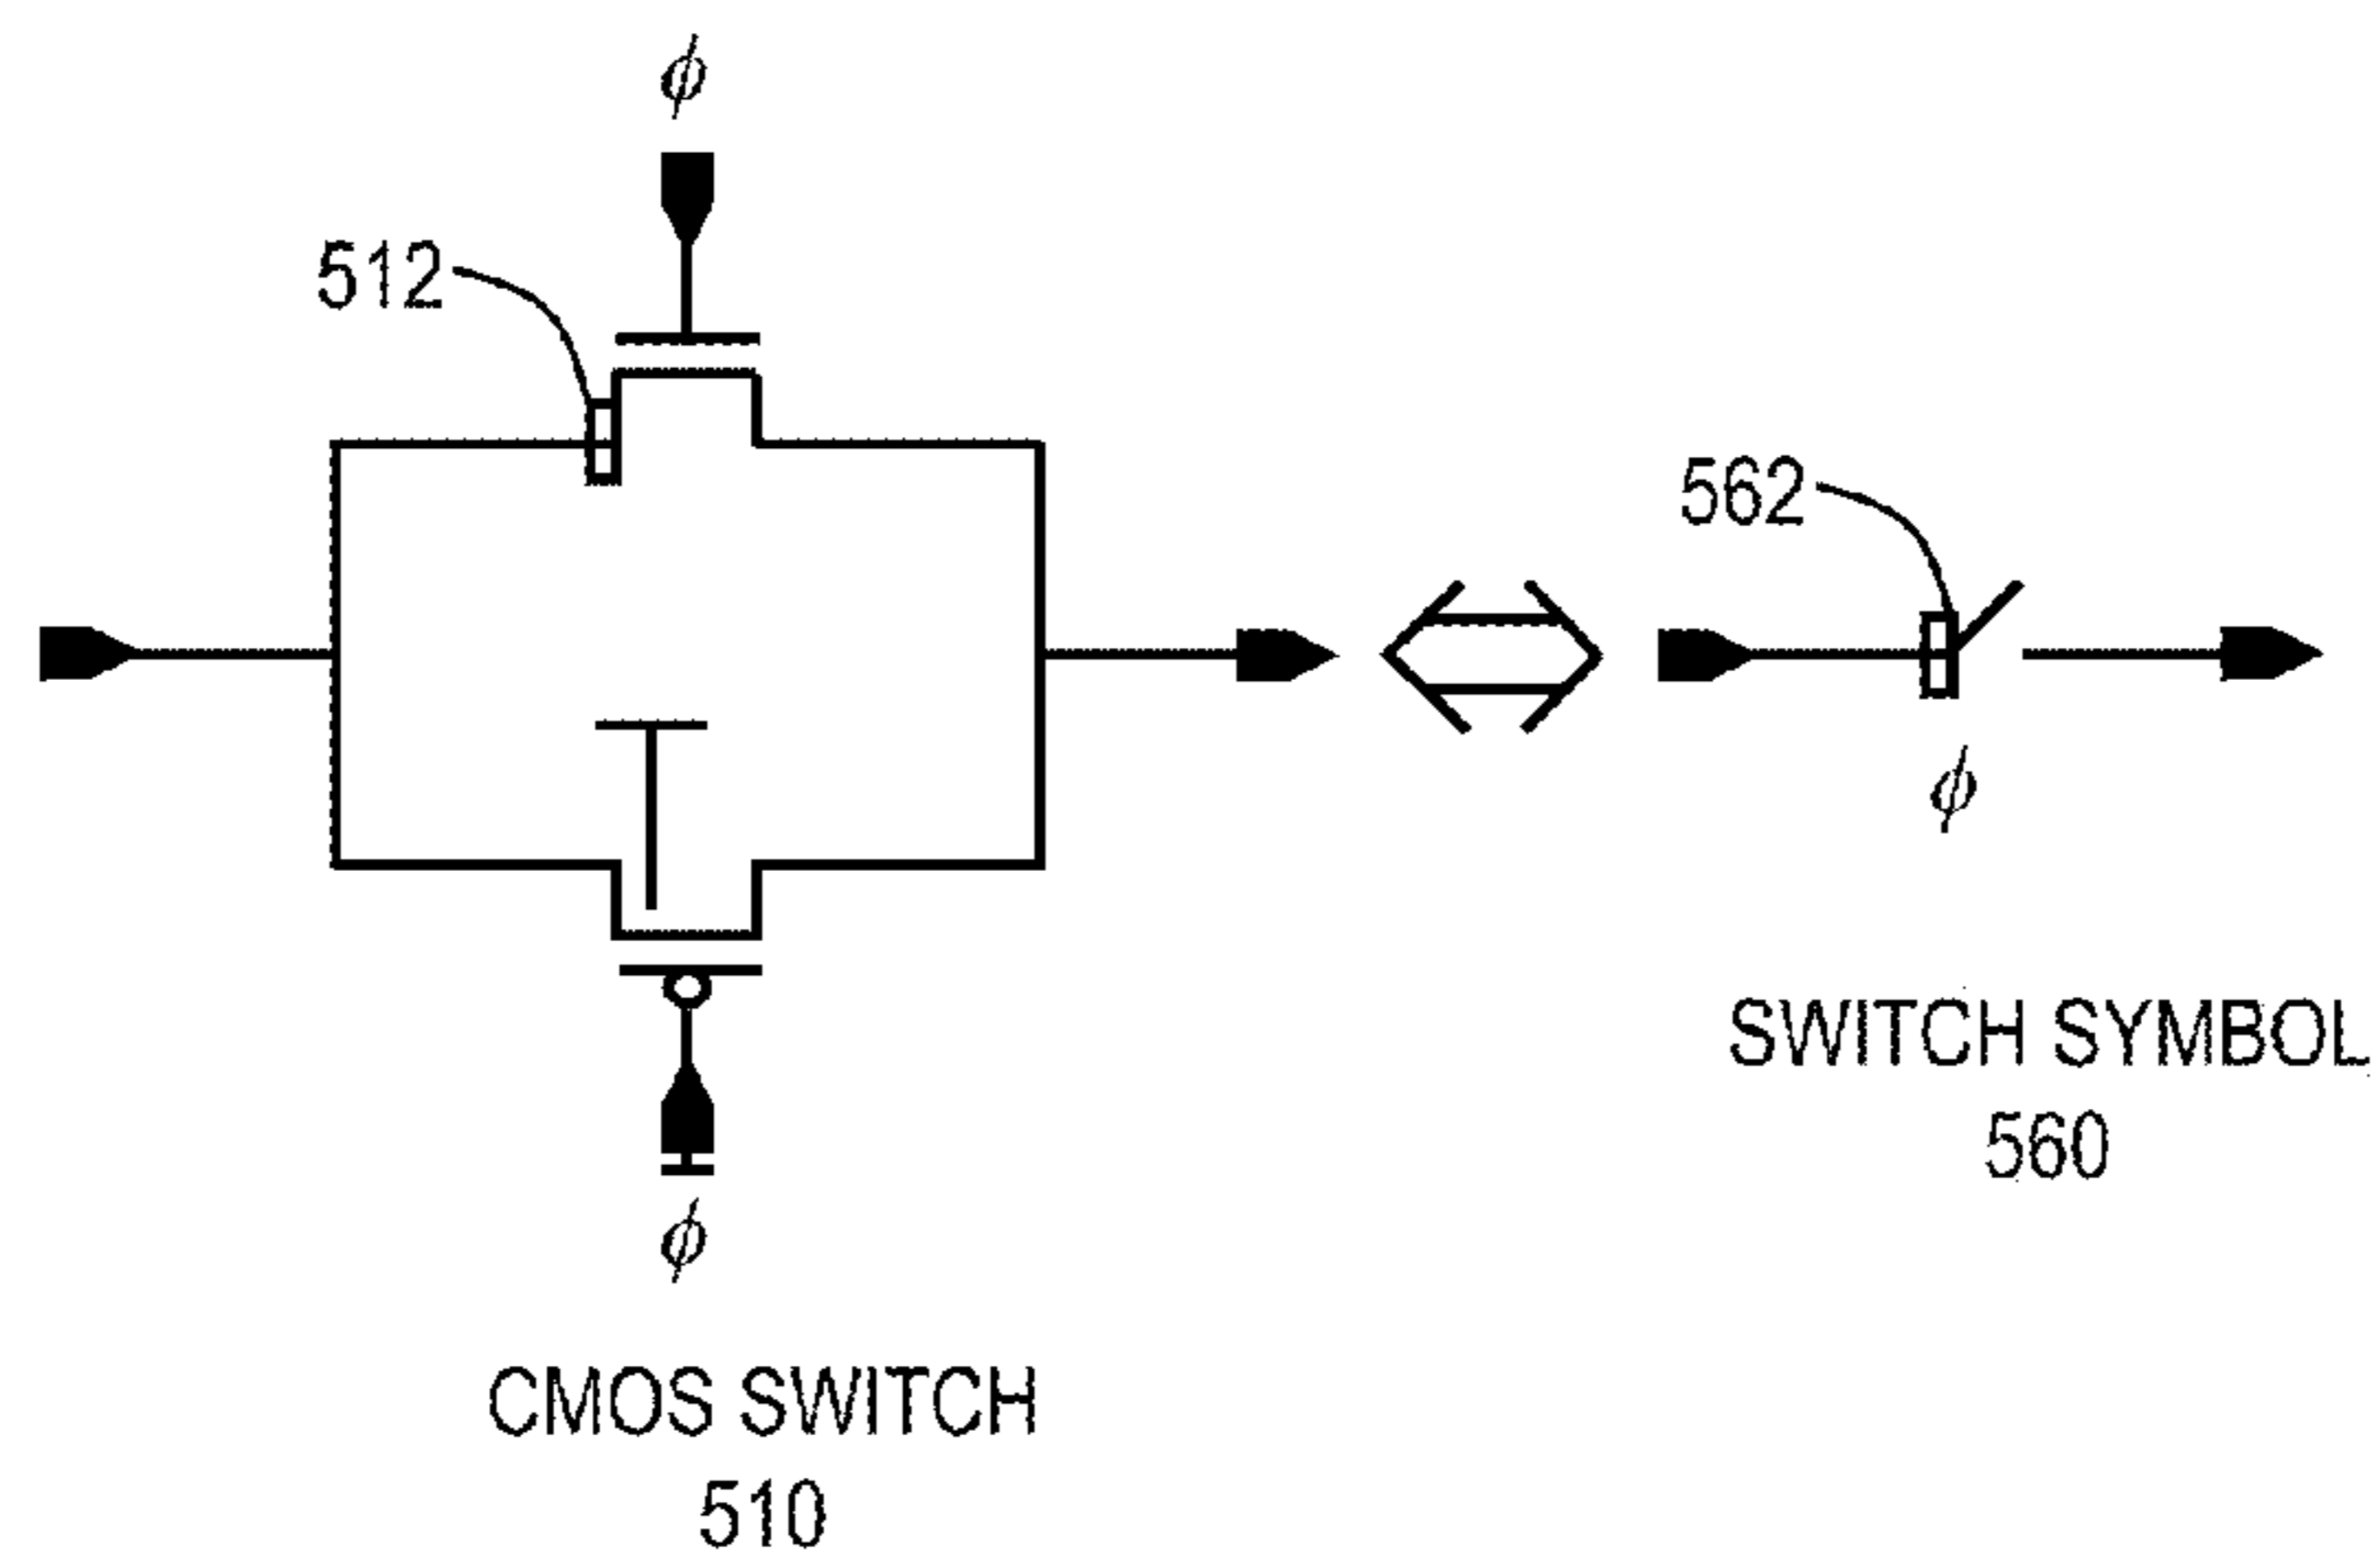 ϕ
512
562
ϕ
SWITCH SYMBOL
560
ϕ̅
CMOS SWITCH
510